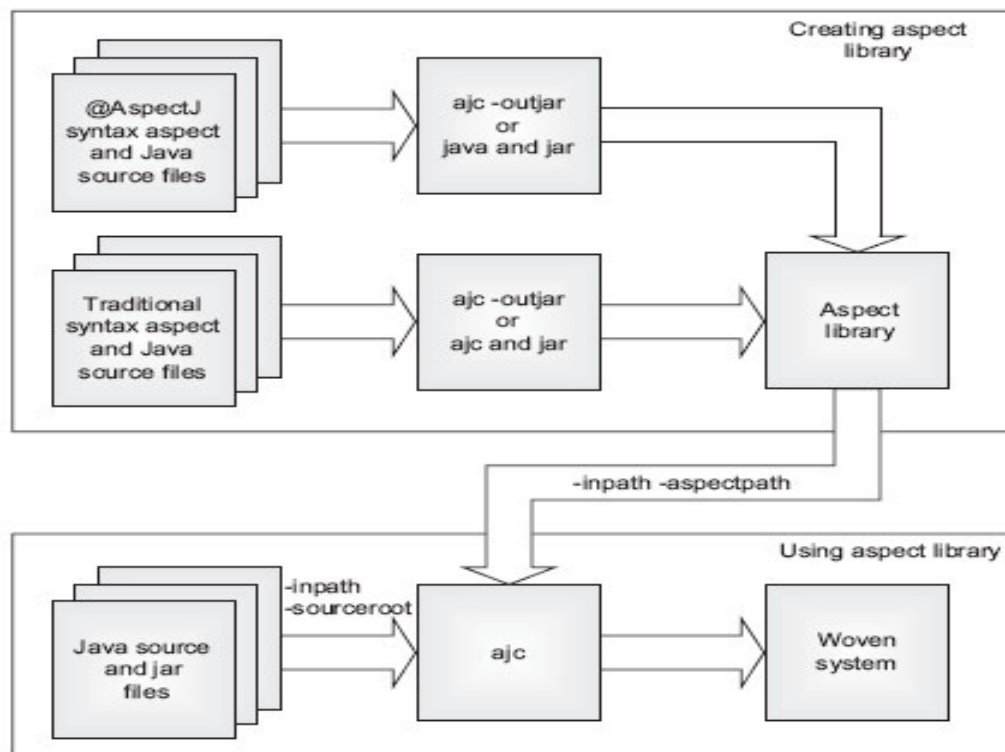 Creating aspect
library
@AspectJ
syntax aspect
and Java
source files
ajc -outjar
or
java and jar
Traditional
syntax aspect
and Java
source files
ajc -outjar
or
ajc and jar
Aspect
library
-inpath -aspectpath
Using aspect library
-inpath
-sourceroot
Java source
and jar
files
ajc
Woven
system